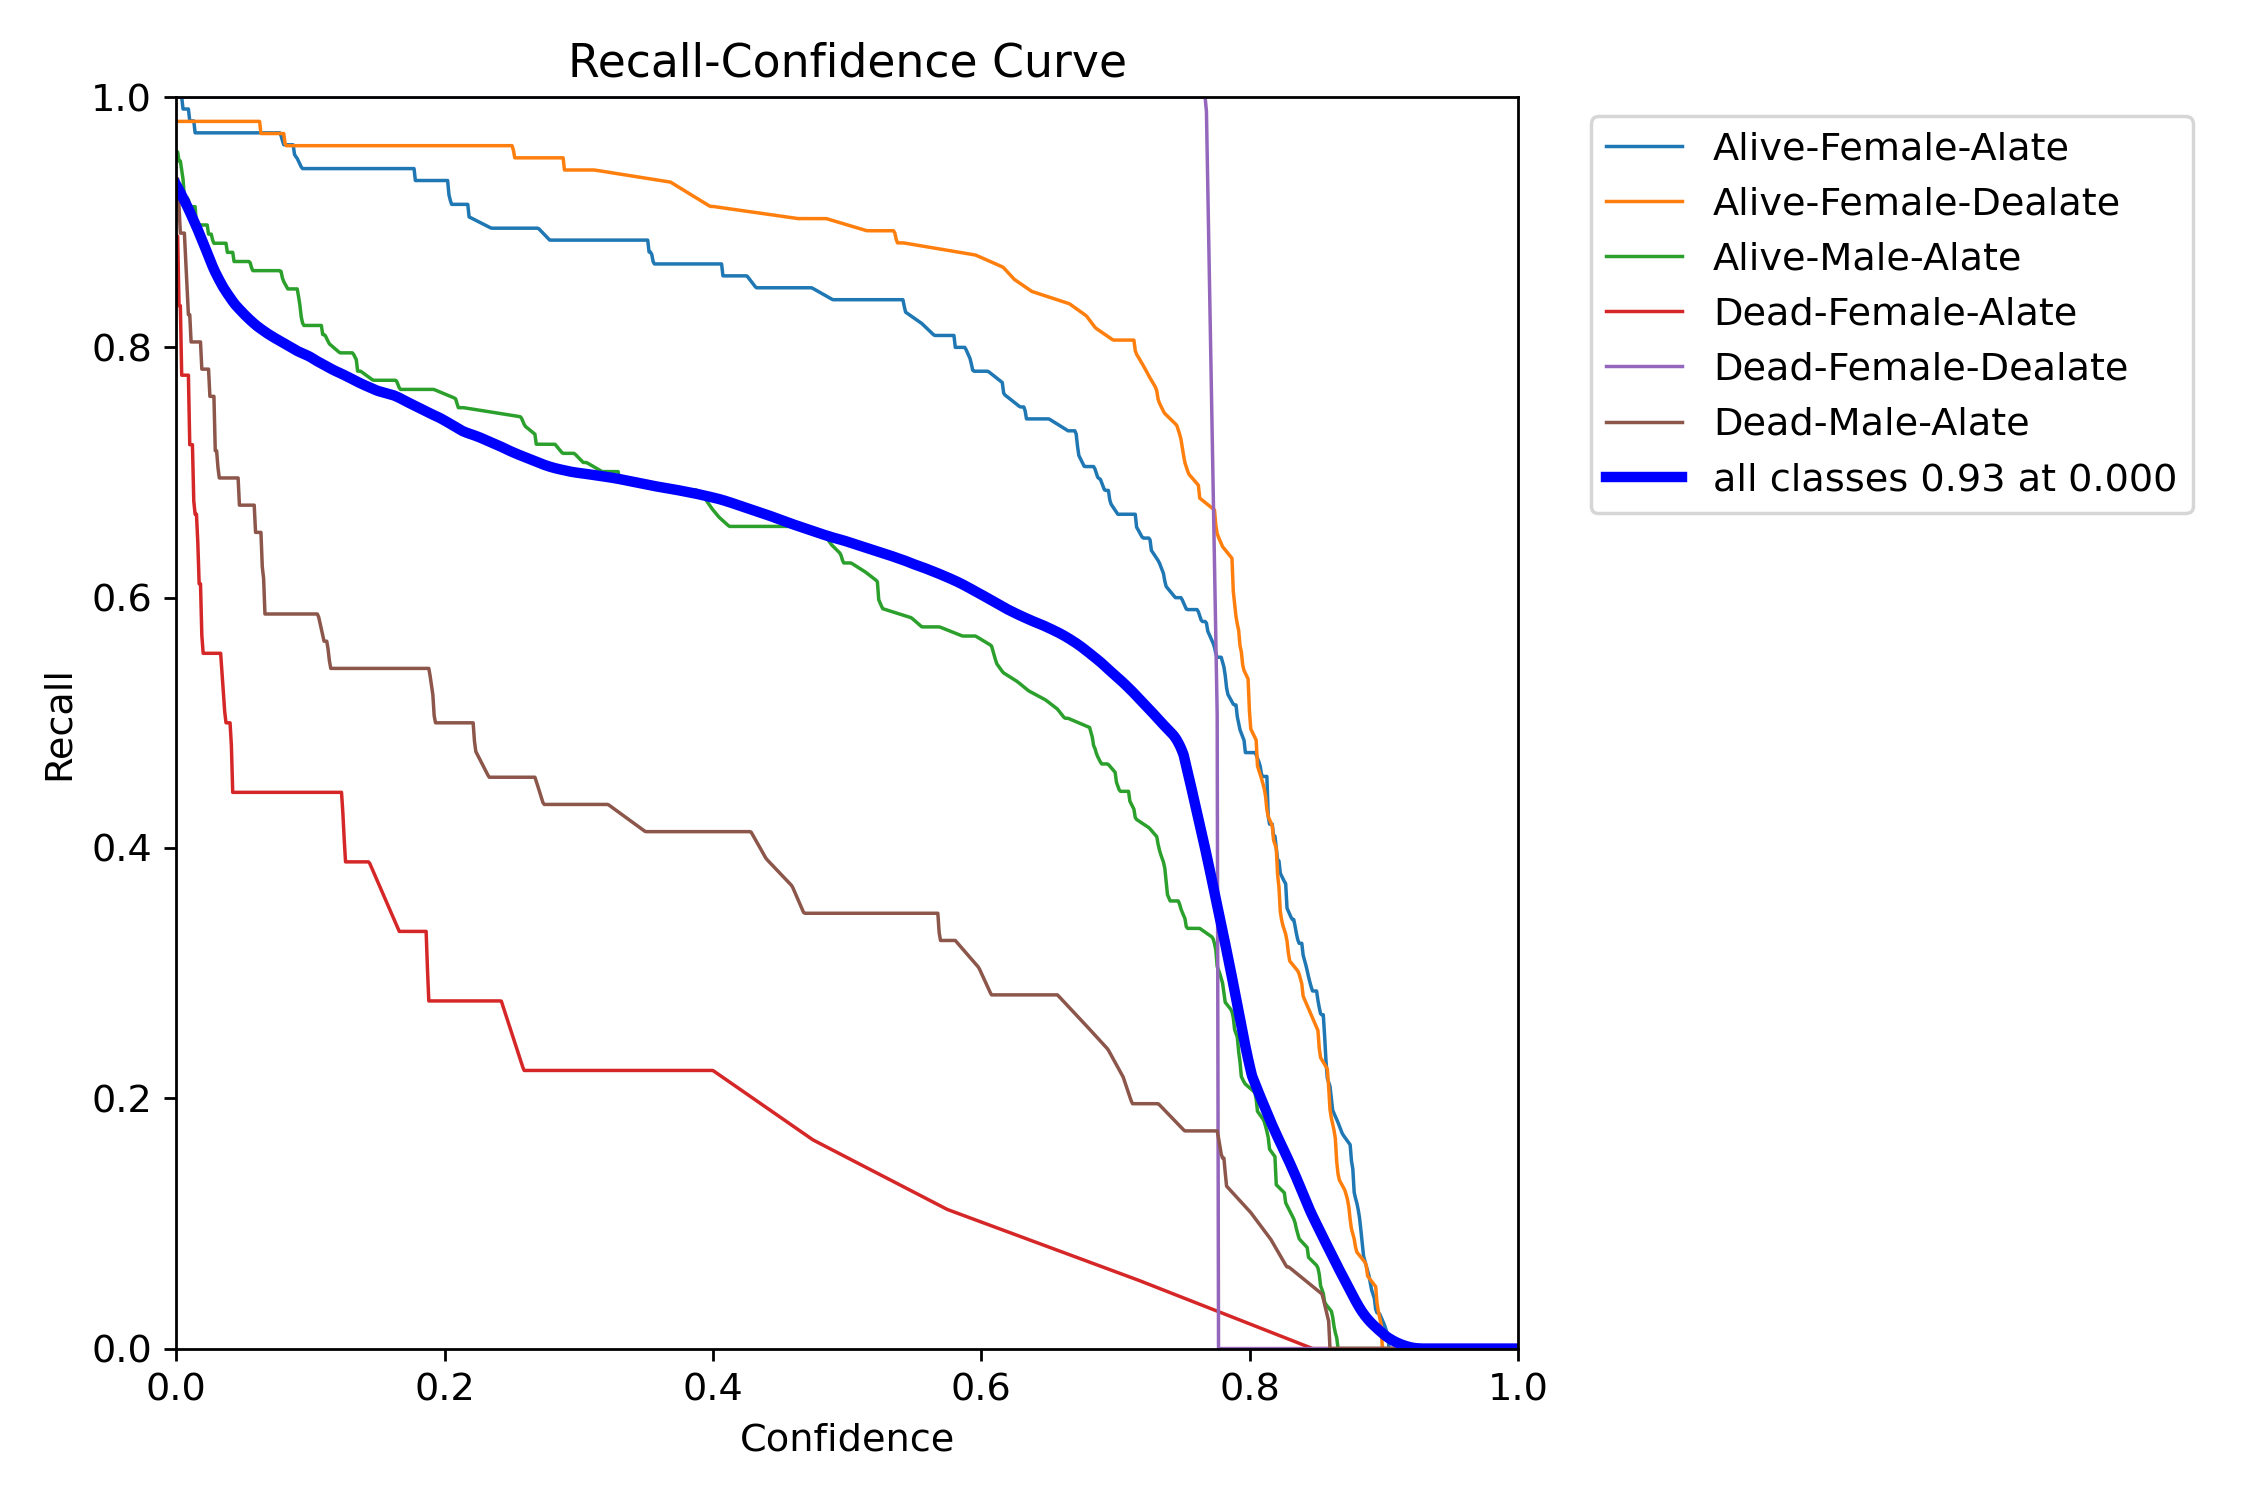 Recall-Confidence Curve
1.0
0.8
0.6
0.4
0.2
0.0
Recall
0.0 0.2 0.4 0.6 0.8 1.0
Confidence
Alive-Female-Alate
Alive-Female-Dealate
Alive-Male-Alate
Dead-Female-Alate
Dead-Female-Dealate
Dead-Male-Alate
all classes 0.93 at 0.000